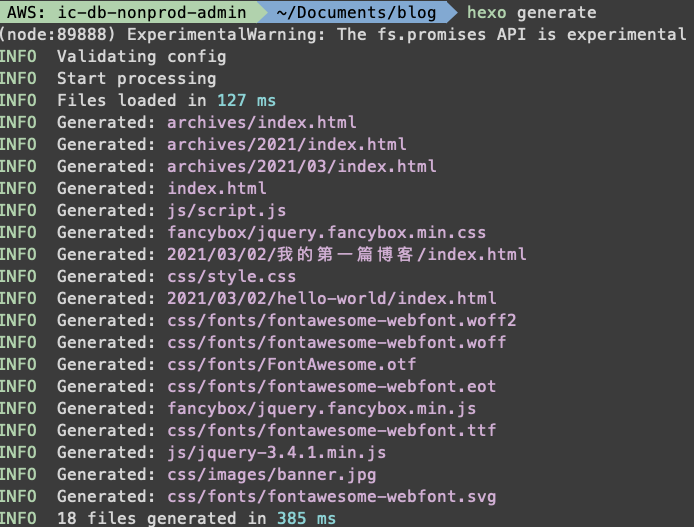 AWS: ic-db-nonprod-admin ~/Documents/blog hexo generate
(node:89888) ExperimentalWarning: The fs.promises API is experimental
INFO Validating config
INFO Start processing
INFO Files loaded in 127 ms
INFO Generated: archives/index.html
INFO Generated: archives/2021/index.html
INFO Generated: archives/2021/03/index.html
INFO Generated: index.html
INFO Generated: js/script.js
INFO Generated: fancybox/jquery.fancybox.min.css
INFO Generated: 2021/03/02/我的第一篇博客/index.html
INFO Generated: css/style.css
INFO Generated: 2021/03/02/hello-world/index.html
INFO Generated: css/fonts/fontawesome-webfont.woff2
INFO Generated: css/fonts/fontawesome-webfont.woff
INFO Generated: css/fonts/FontAwesome.otf
INFO Generated: css/fonts/fontawesome-webfont.eot
INFO Generated: fancybox/jquery.fancybox.min.js
INFO Generated: css/fonts/fontawesome-webfont.ttf
INFO Generated: js/jquery-3.4.1.min.js
INFO Generated: css/images/banner.jpg
INFO Generated: css/fonts/fontawesome-webfont.svg
INFO 18 files generated in 385 ms